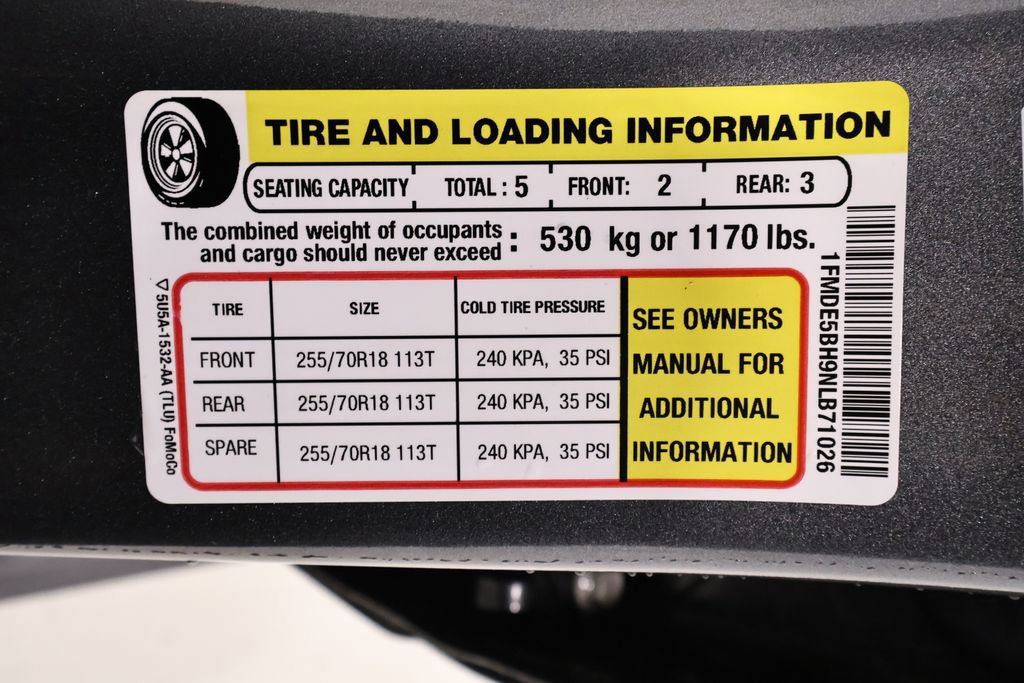 TIRE AND LOADING INFORMATION
SEATING CAPACITY TOTAL : 5 FRONT: 2 REAR: 3
The combined weight of occupants
and cargo should never exceed : 530 kg or 1170 lbs.
TIRE SIZE COLD TIRE PRESSURE
FRONT 255/70R18 113T 240 KPA, 35 PSI
REAR 255/70R18 113T 240 KPA, 35 PSI
SPARE 255/70R18 113T 240 KPA, 35 PSI
SEE OWNERS
MANUAL FOR
ADDITIONAL
INFORMATION
5U5A-1532-AA (TLU) FoMoCo
1FMDE5BH9NLB71026